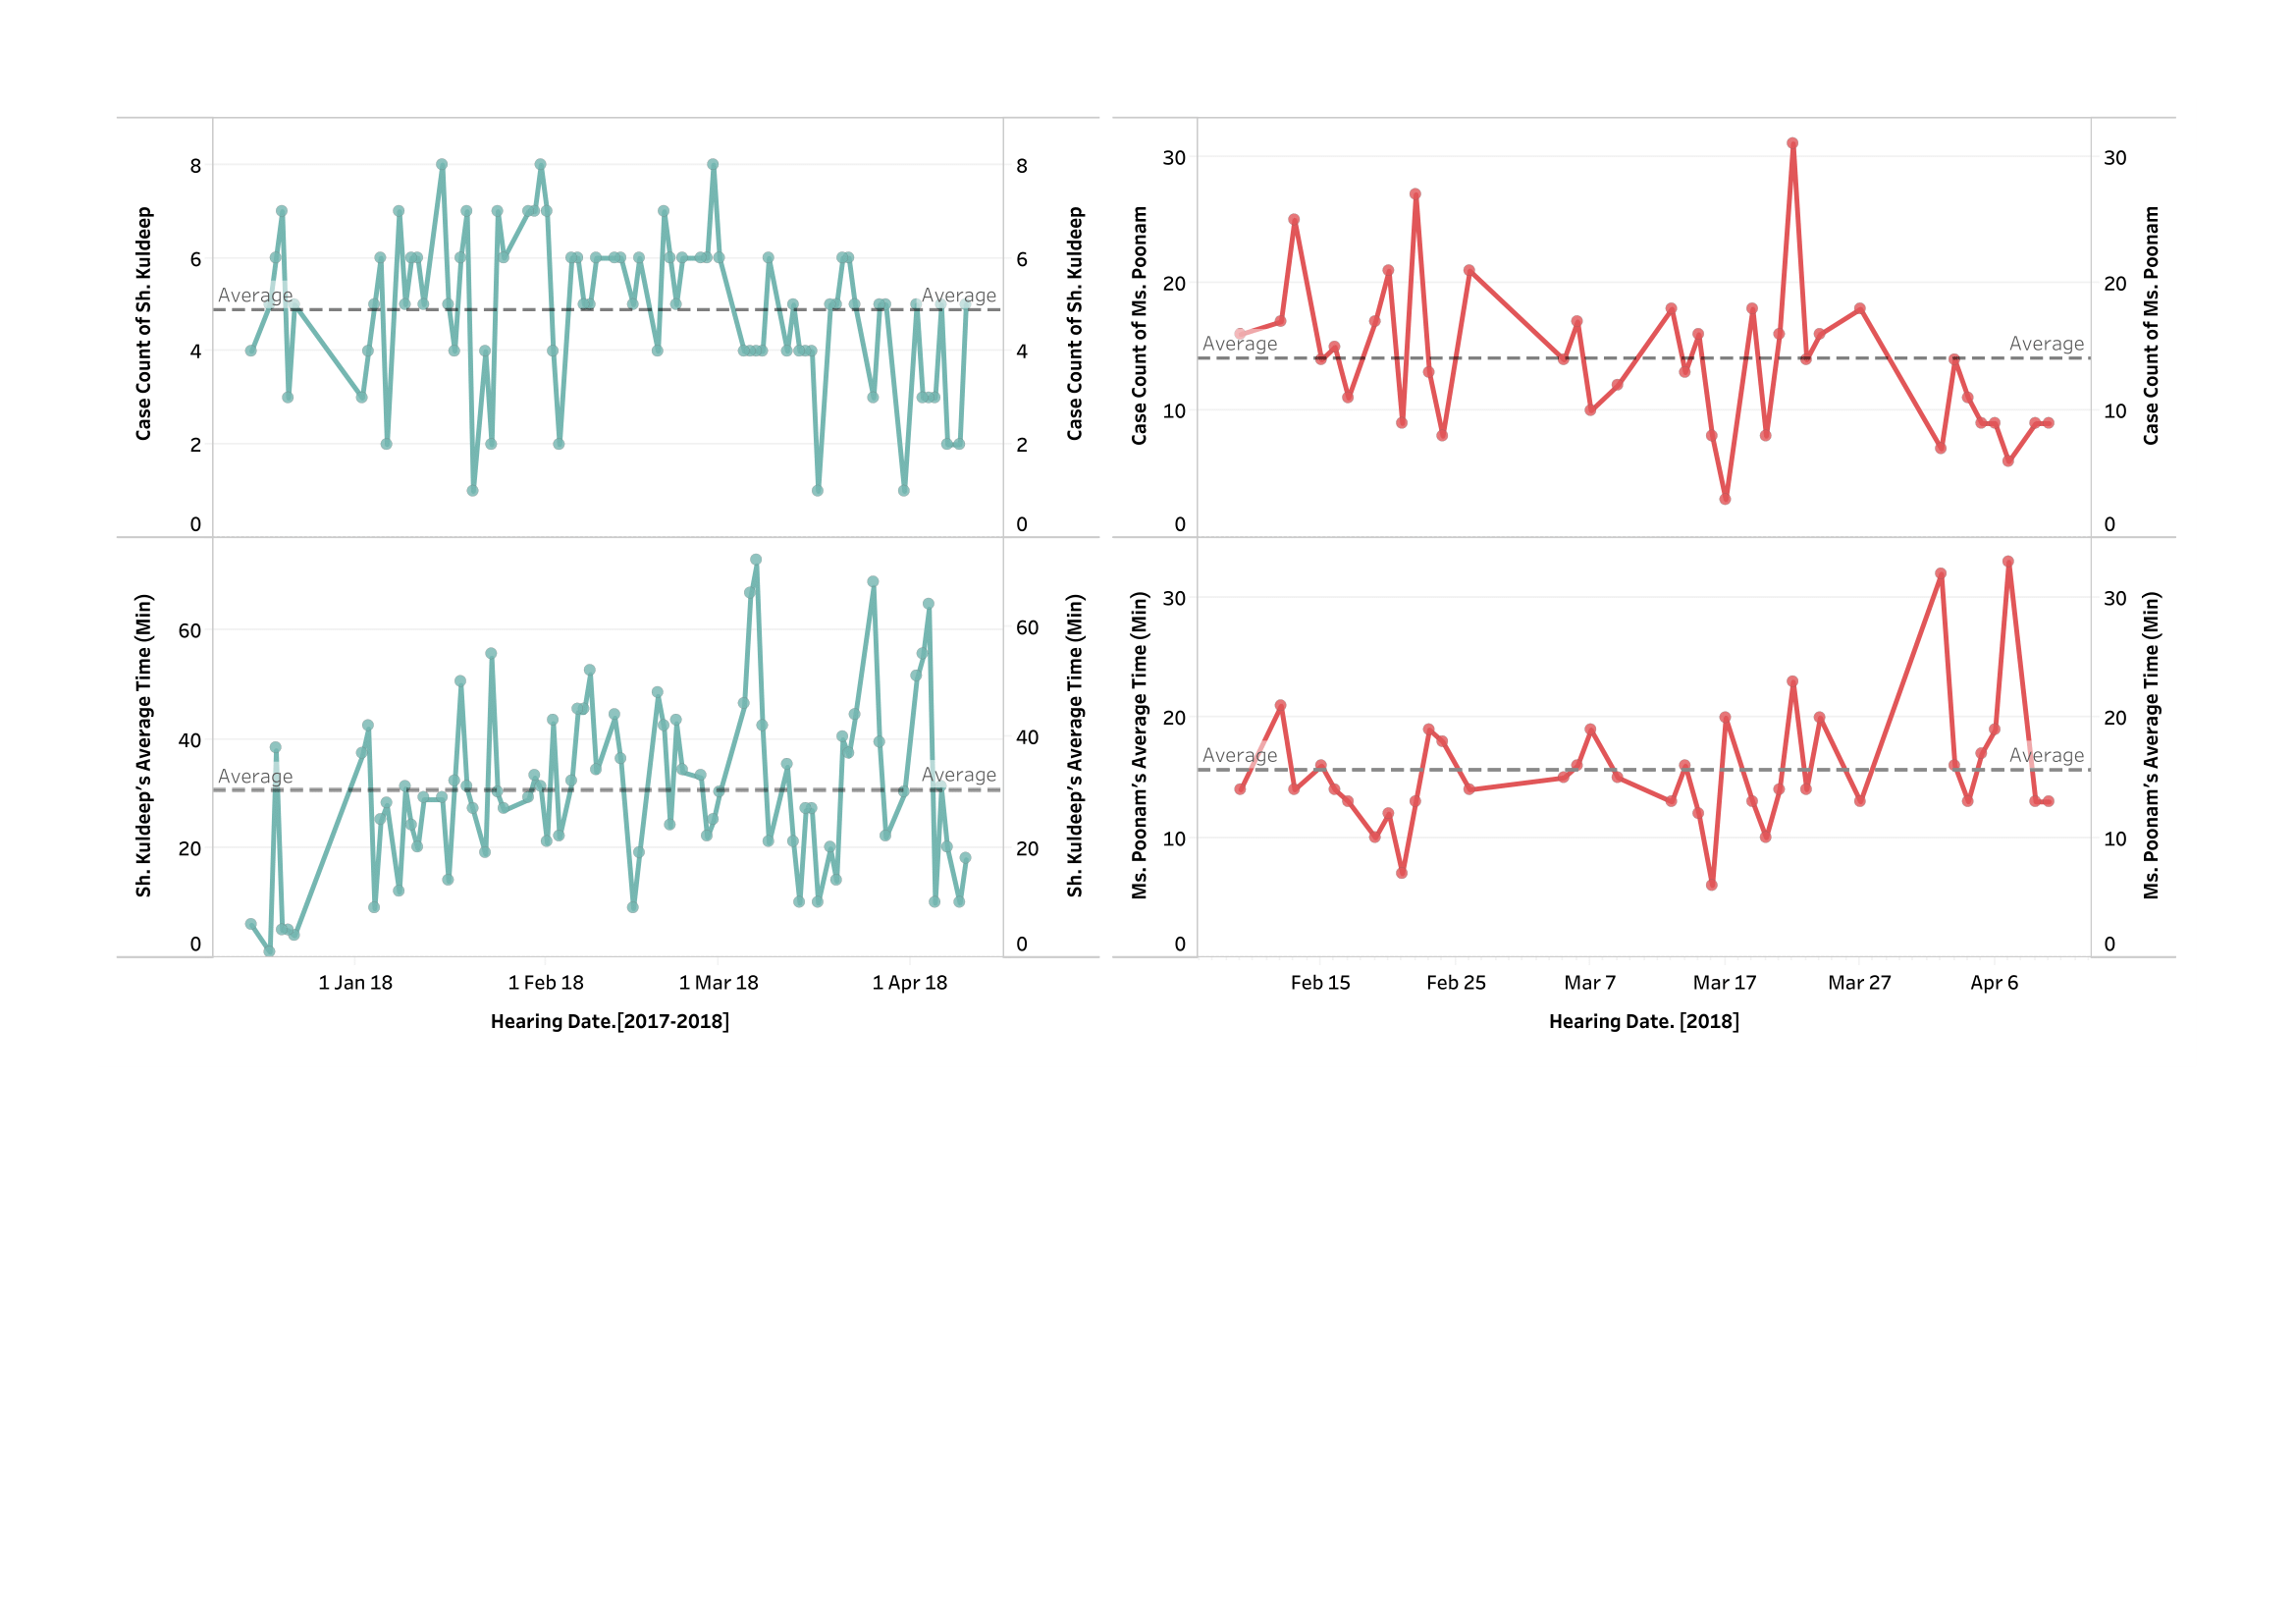 8
6
4
2
0
Case Count of Sh. Kuldeep
Average
Average
8
6
4
2
0
Case Count of Sh. Kuldeep
60
40
20
0
Sh. Kuldeep's Average Time (Min)
Average
Average
60
40
20
0
Sh. Kuldeep's Average Time (Min)
1 Jan 18
1 Feb 18
1 Mar 18
1 Apr 18
Hearing Date.[2017-2018]
30
20
10
0
Case Count of Ms. Poonam
Average
Average
30
20
10
0
Case Count of Ms. Poonam
30
20
10
0
Ms. Poonam's Average Time (Min)
Average
Average
30
20
10
0
Ms. Poonam's Average Time (Min)
Feb 15
Feb 25
Mar 7
Mar 17
Mar 27
Apr 6
Hearing Date. [2018]